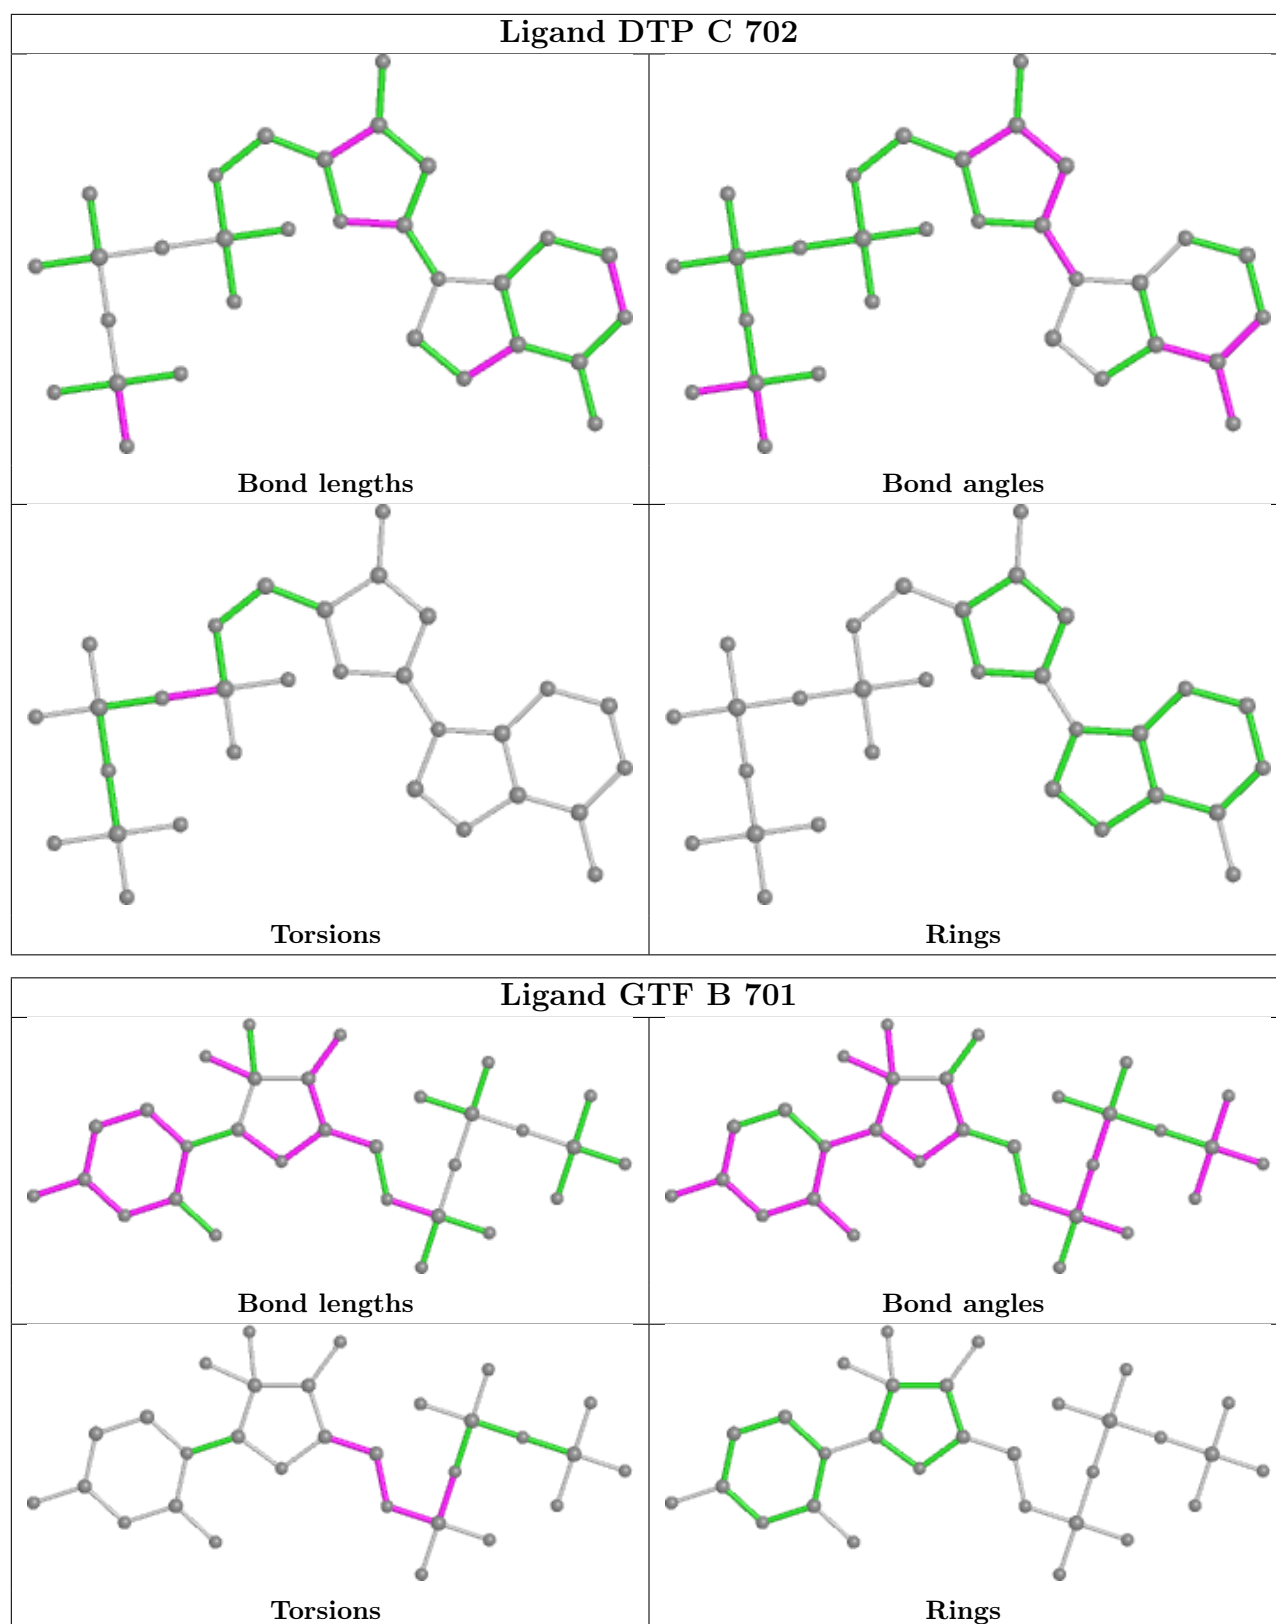 Ligand DTP C 702
Bond lengths
Bond angles
Torsions
Rings
Ligand GTF B 701
Bond lengths
Bond angles
Torsions
Rings